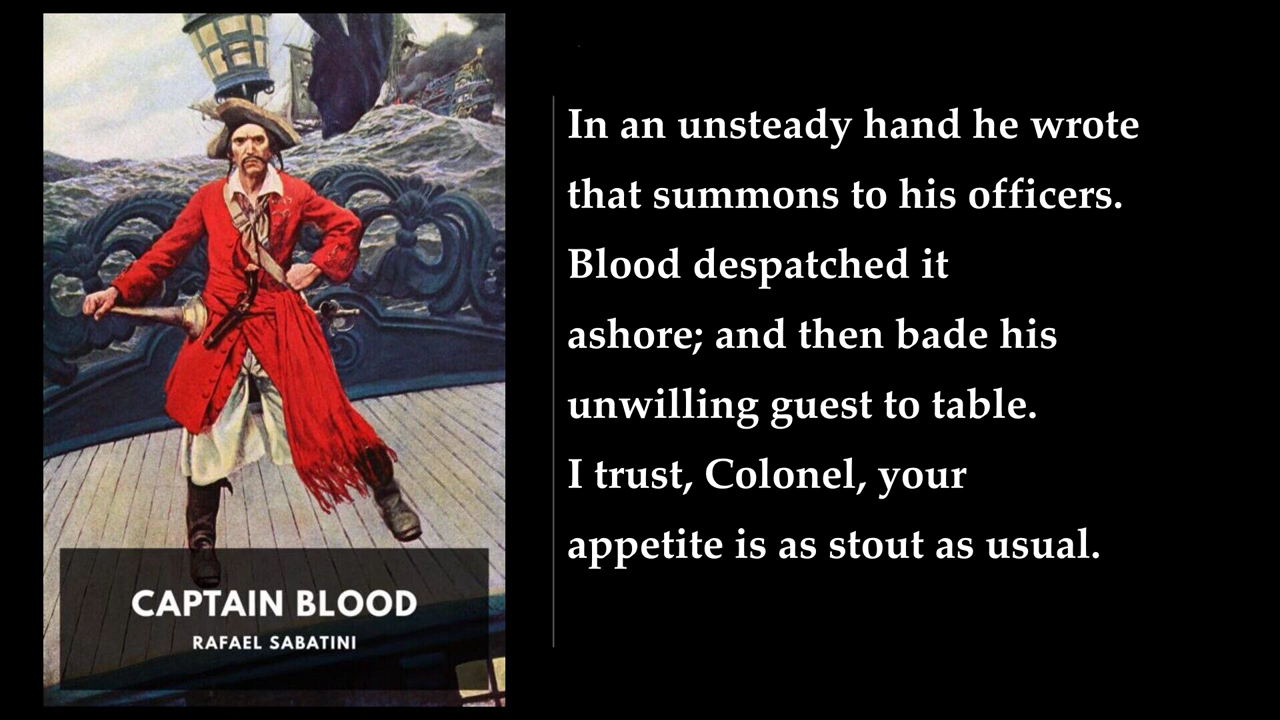 CAPTAIN BLOOD
RAFAEL SABATINI
In an unsteady hand he wrote
that summons to his officers.
Blood despatched it
ashore; and then bade his
unwilling guest to table.
I trust, Colonel, your
appetite is as stout as usual.